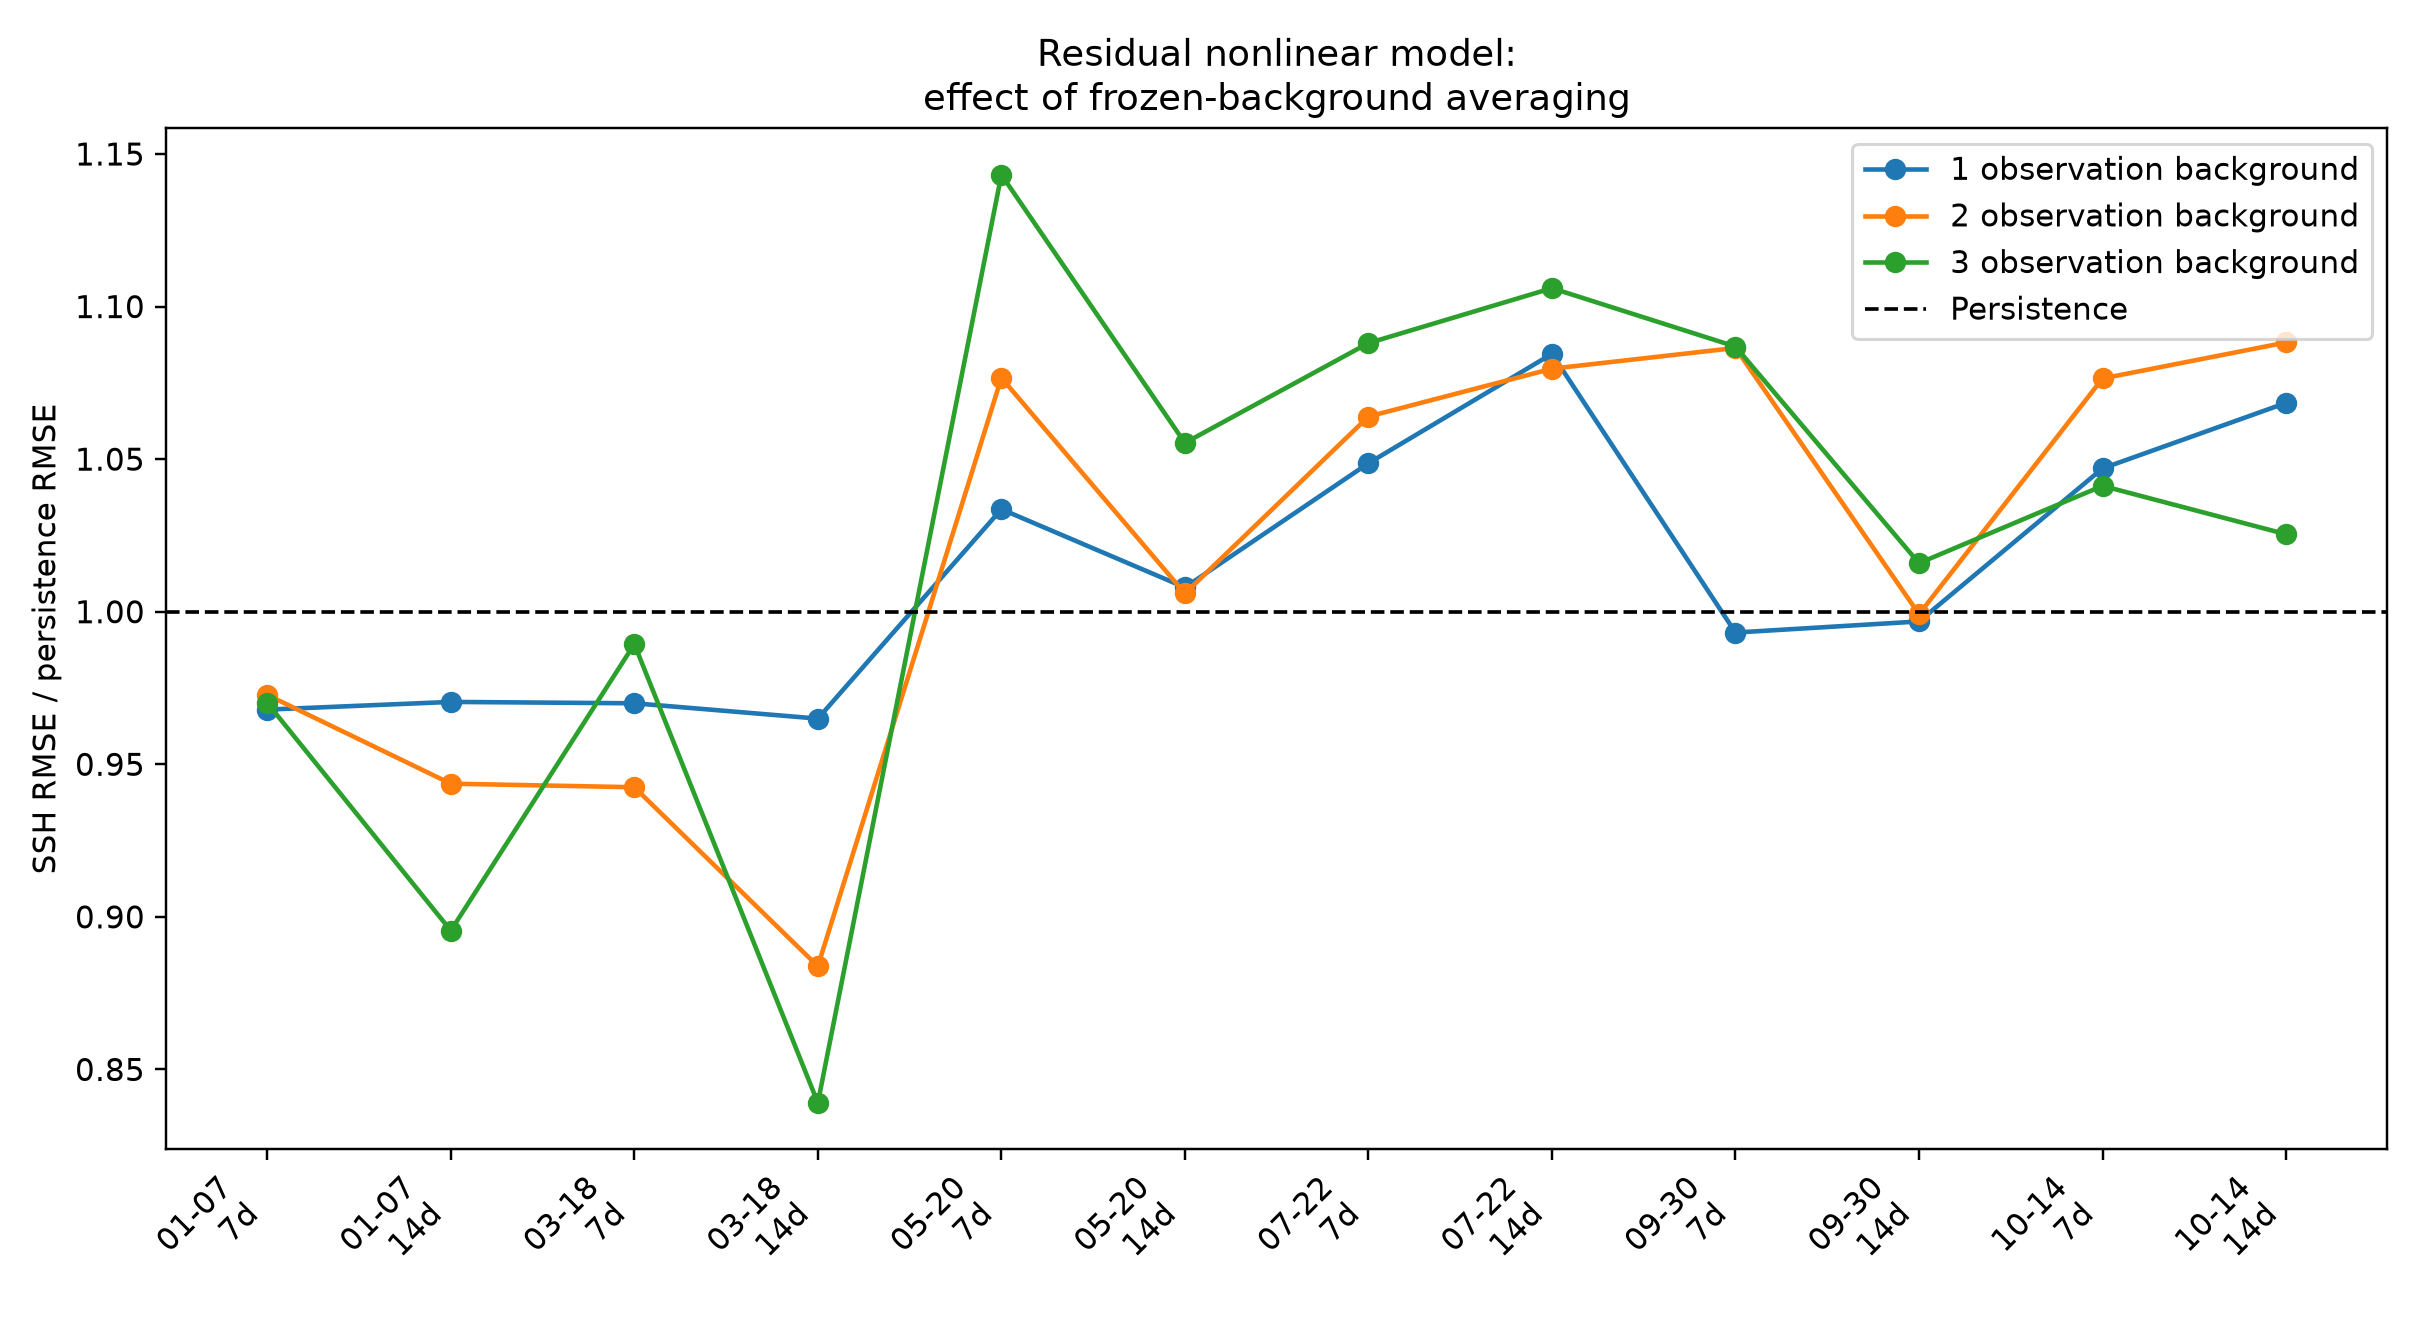 Residual nonlinear model:
effect of frozen-background averaging
SSH RMSE / persistence RMSE
1.15
1.10
1.05
1.00
0.95
0.90
0.85
1 observation background
2 observation background
3 observation background
Persistence
01-07
7d
01-07
14d
03-18
7d
03-18
14d
05-20
7d
05-20
14d
07-22
7d
07-22
14d
09-30
7d
09-30
14d
10-14
7d
10-14
14d